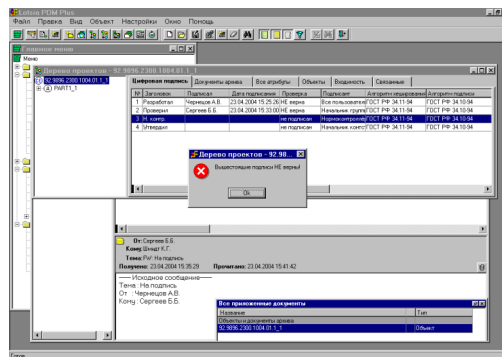 Lotsia PDM Plus
Файл Правка Вид Объект Настройки Окно Помощь
Главное меню
Меню
Дерево проектов - 92.9896.2300.1004.01.1_1
92.9896.2300.1004.01.1_1
PART1_1
Цифровая подпись Документы архива Все атрибуты Объекты Входимость Связанные
№ Заголовок Подписал Дата подписания Проверка Подписант Алгоритм хеширования Алгоритм подписи
1 Разработал Чернецов А.В. 23.04.2004 15:25:26 НЕ верна Все пользователи ГОСТ РФ 34.11-94 ГОСТ РФ 34.10-94
2 Проверил Сергеев Б.Б. 23.04.2004 15:33:00 НЕ верна Начальник группы ГОСТ РФ 34.11-94 ГОСТ РФ 34.10-94
3 Н. контр. не подписан Нормоконтролёр ГОСТ РФ 34.11-94 ГОСТ РФ 34.10-94
4 Утвердил не подписан Начальник контс ГОСТ РФ 34.11-94 ГОСТ РФ 34.10-94
Дерево проектов - 92.98...
Вышестоящие подписи НЕ верны!
Ok
От: Сергеев Б.Б.
Кому: Шмидт К.Г.
Тема: FW: На подпись
Получено: 23.04.2004 15:35:29 Прочитано: 23.04.2004 15:41:42
Исходное сообщение
Тема : На подпись
От : Чернецов А.В.
Кому : Сергеев Б.Б.
Все приложенные документы
Название Тип
Объекты и документы архива
92.9896.2300.1004.01.1_1 Объект
Готов